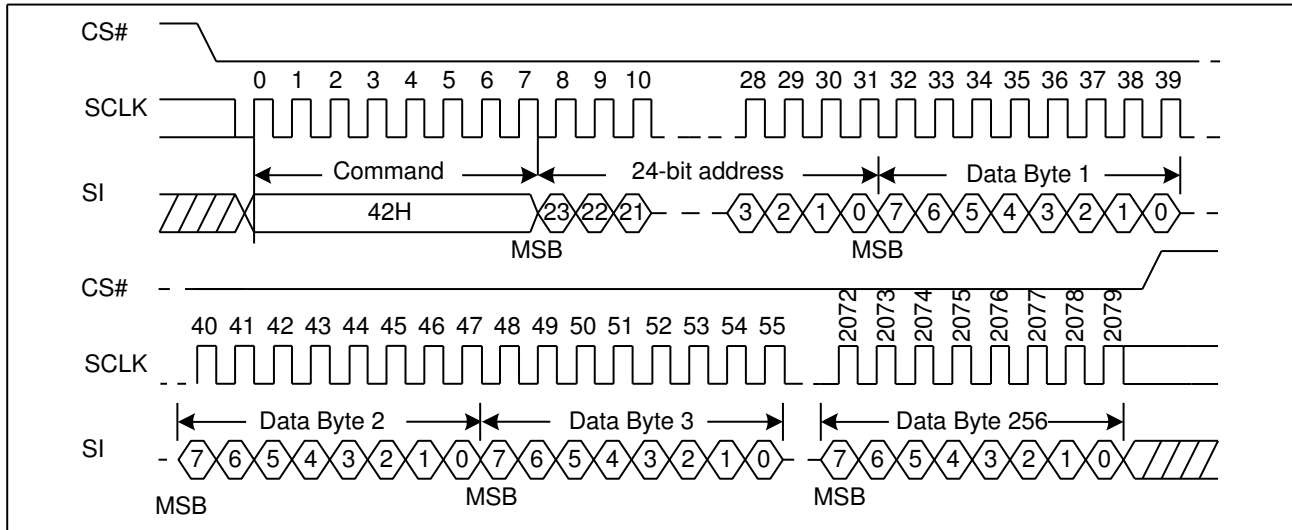 CS#
0 1 2 3 4 5 6 7 8 9 10 28 29 30 31 32 33 34 35 36 37 38 39
SCLK
Command 24-bit address Data Byte 1
SI
42H 23 22 21 3 2 1 0 7 6 5 4 3 2 1 0
MSB MSB
CS#
2072 2073 2074 2075 2076 2077 2078 2079
40 41 42 43 44 45 46 47 48 49 50 51 52 53 54 55
SCLK
Data Byte 2 Data Byte 3 Data Byte 256
SI
7 6 5 4 3 2 1 0 7 6 5 4 3 2 1 0 7 6 5 4 3 2 1 0
MSB MSB MSB